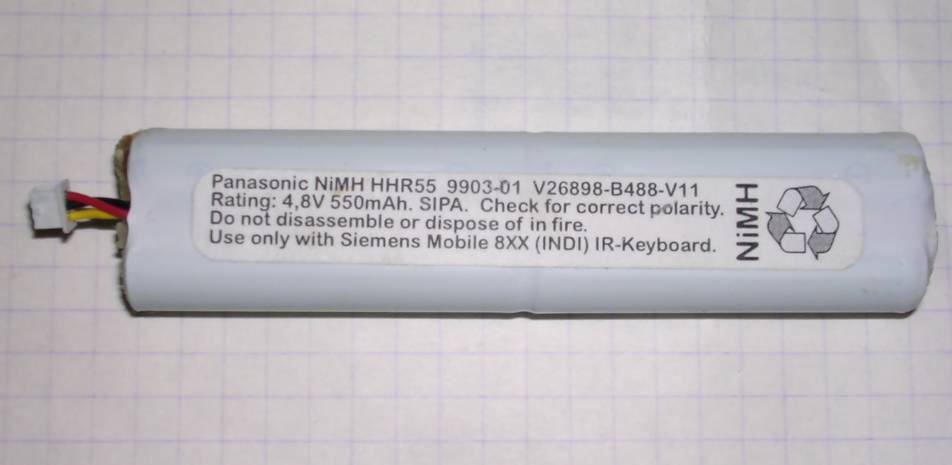 Panasonic NiMH HHR55 9903-01 V26898-B488-V11
Rating: 4,8V 550mAh. SIPA. Check for correct polarity.
Do not disassemble or dispose of in fire.
Use only with Siemens Mobile 8XX (INDI) IR-Keyboard.
NiMH